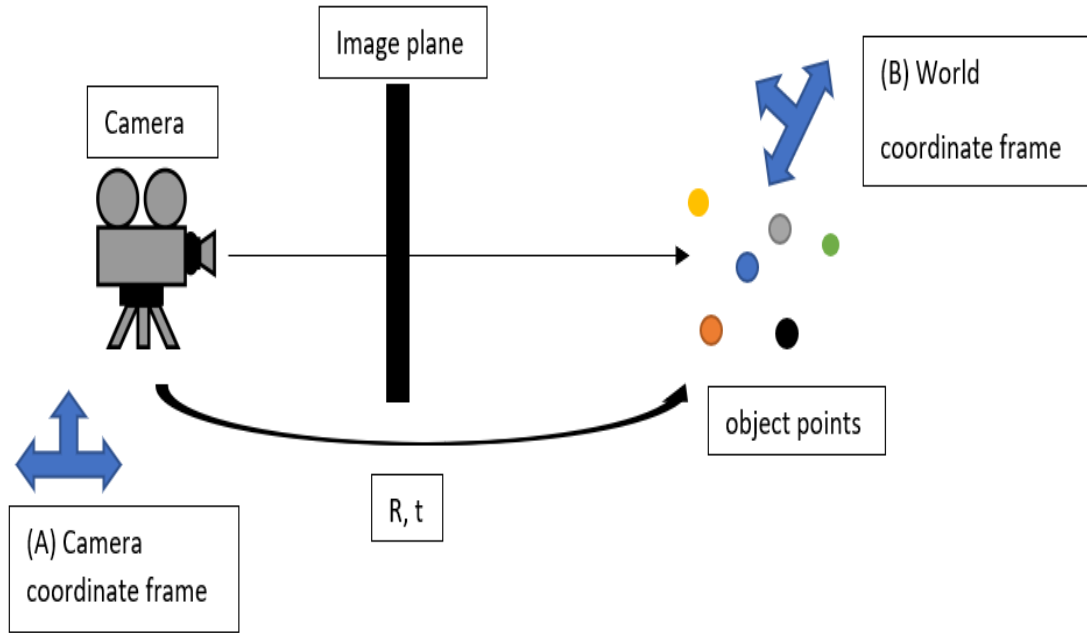 Image plane
Camera
(B) World
coordinate frame
object points
R, t
(A) Camera
coordinate frame